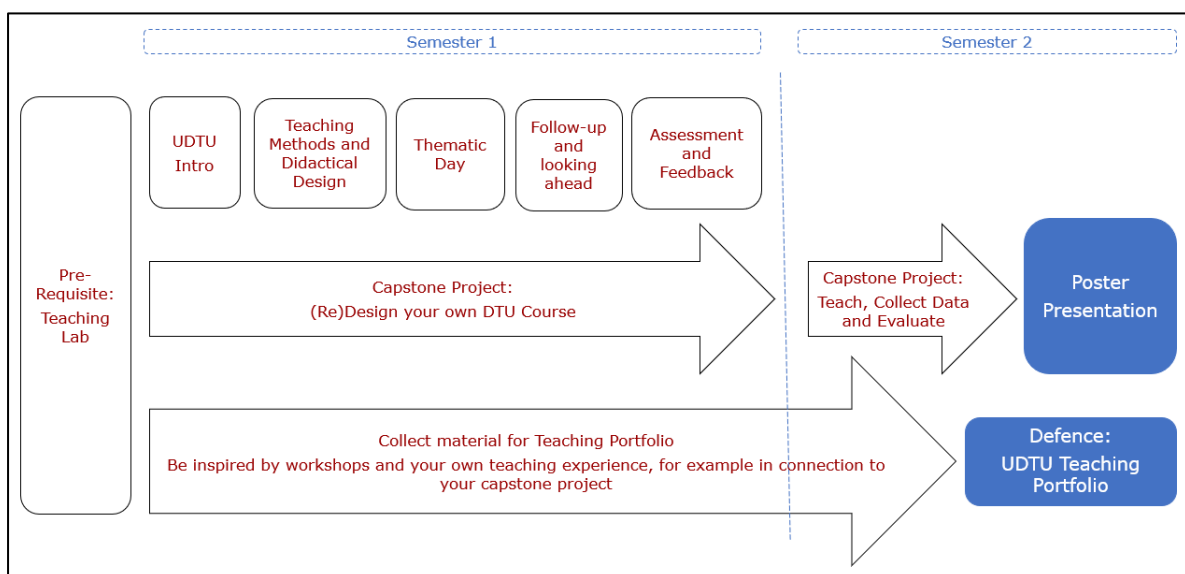 Semester 1
Semester 2
Pre-
Requisite:
Teaching
Lab
UDTU
Intro
Teaching
Methods and
Didactical
Design
Thematic
Day
Follow-up
and
looking
ahead
Assessment
and
Feedback
Capstone Project:
(Re)Design your own DTU Course
Capstone Project:
Teach, Collect Data
and Evaluate
Poster
Presentation
Collect material for Teaching Portfolio
Be inspired by workshops and your own teaching experience, for example in connection to
your capstone project
Defence:
UDTU Teaching
Portfolio